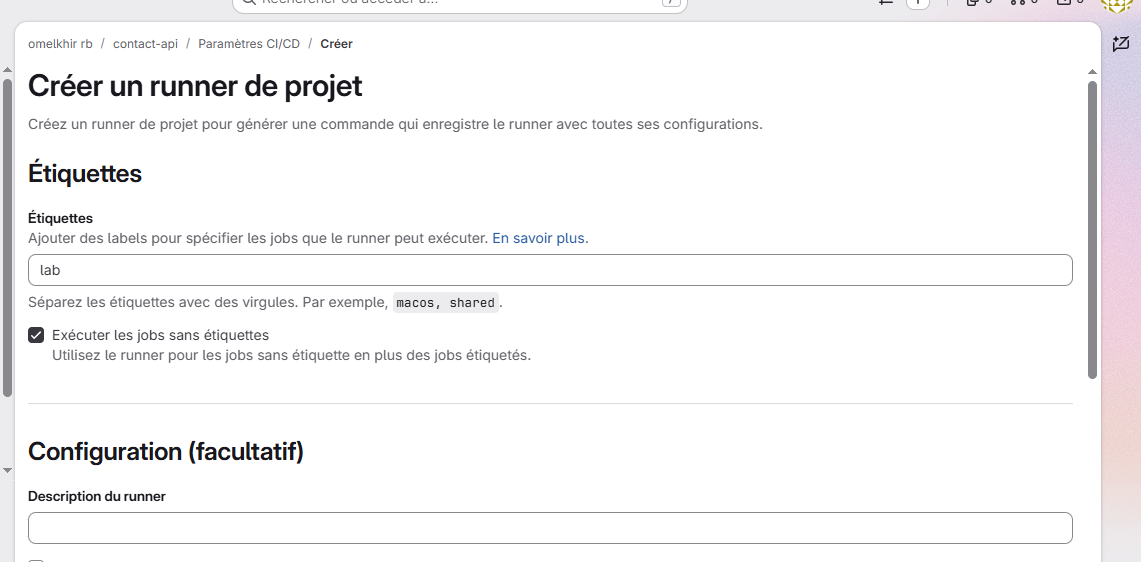 Rechercher ou accéder à... /
omelkhir rb / contact-api / Paramètres CI/CD / Créer
Créer un runner de projet
Créez un runner de projet pour générer une commande qui enregistre le runner avec toutes ses configurations.
Étiquettes
Étiquettes
Ajouter des labels pour spécifier les jobs que le runner peut exécuter. En savoir plus.
lab
Séparez les étiquettes avec des virgules. Par exemple, macos, shared.
Exécuter les jobs sans étiquettes
Utilisez le runner pour les jobs sans étiquette en plus des jobs étiquetés.
Configuration (facultatif)
Description du runner